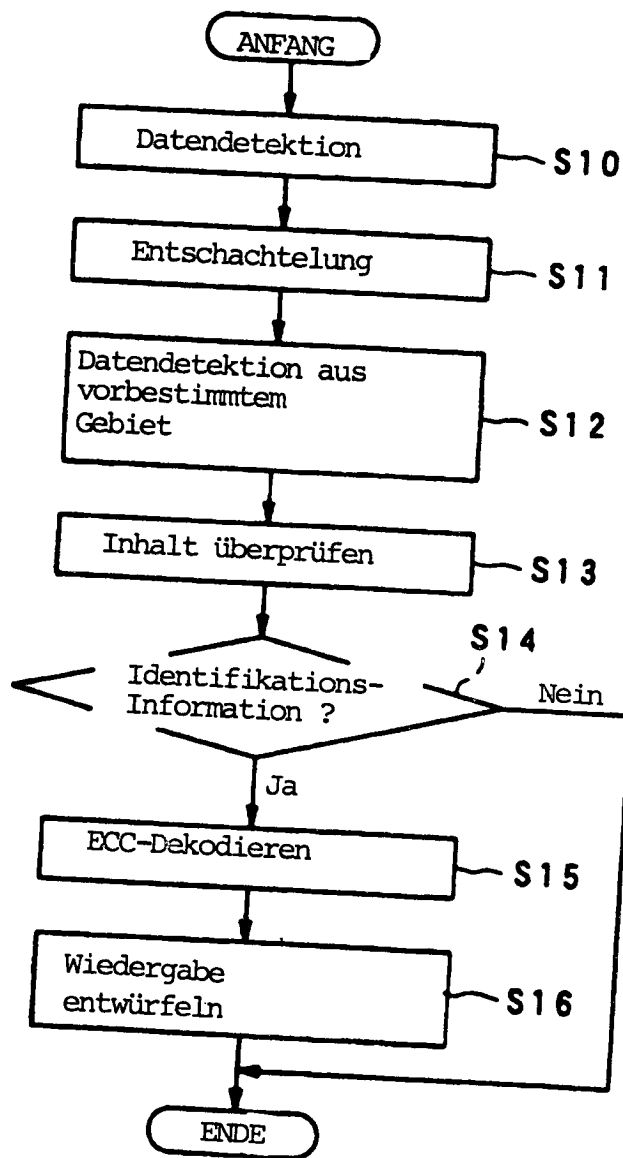 ANFANG
Datendetektion
S10
Entschachtelung
S11
Datendetektion aus
vorbestimmtem
Gebiet
S12
Inhalt überprüfen
S13
S14
Identifikations-
Information ?
Nein
Ja
ECC-Dekodieren
S15
Wiedergabe
entwürfeln
S16
ENDE